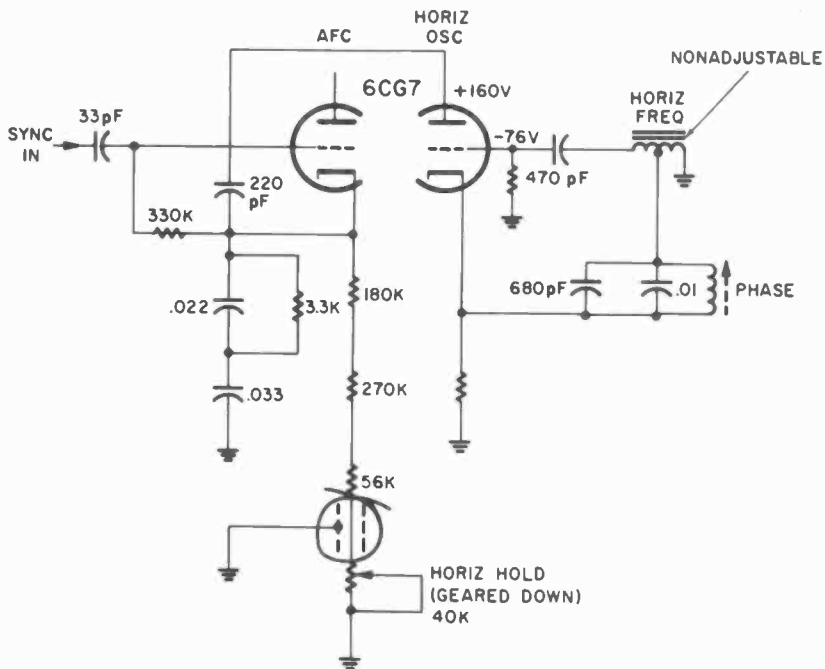 AFC
HORIZ
OSC
6CG7
+160V
-76V
NONADJUSTABLE
HORIZ
FREQ
33pF
SYNC
IN
220
pF
470 pF
330K
680pF
.01
PHASE
.022
3.3K
180K
.033
270K
56K
HORIZ HOLD
(GEARED DOWN)
40K